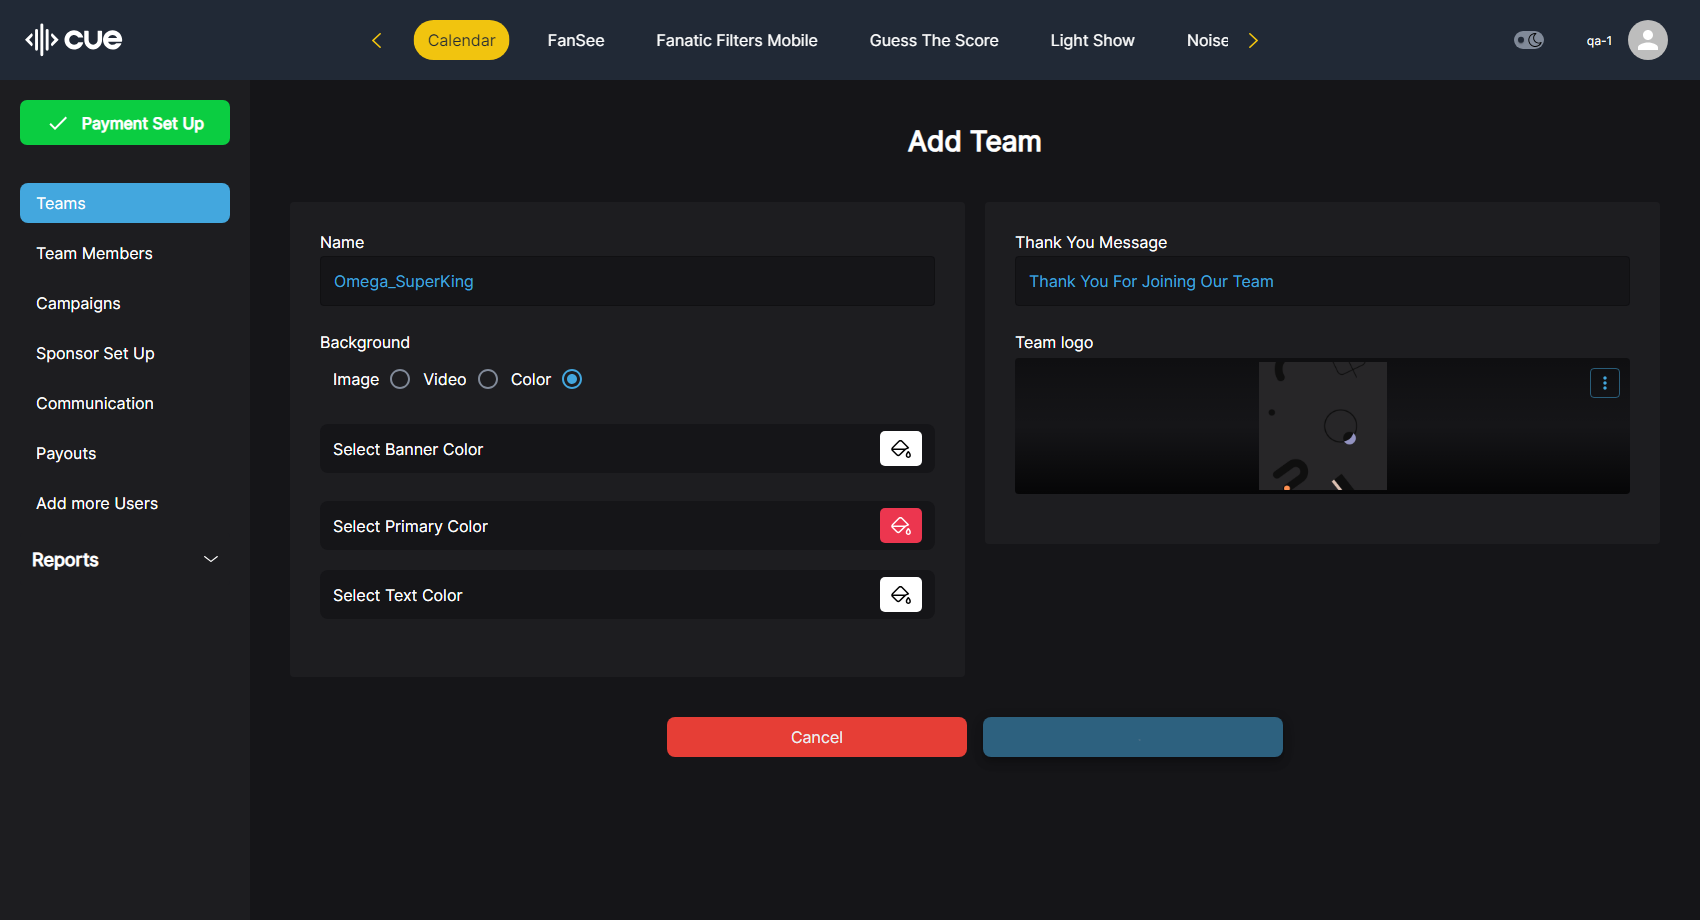 cue
Calendar
FanSee
Fanatic Filters Mobile
Guess The Score
Light Show
Noise
qa-1
Payment Set Up
Teams
Team Members
Campaigns
Sponsor Set Up
Communication
Payouts
Add more Users
Reports
Add Team
Name
Omega_SuperKing
Background
Image
Video
Color
Select Banner Color
Select Primary Color
Select Text Color
Thank You Message
Thank You For Joining Our Team
Team logo
Cancel